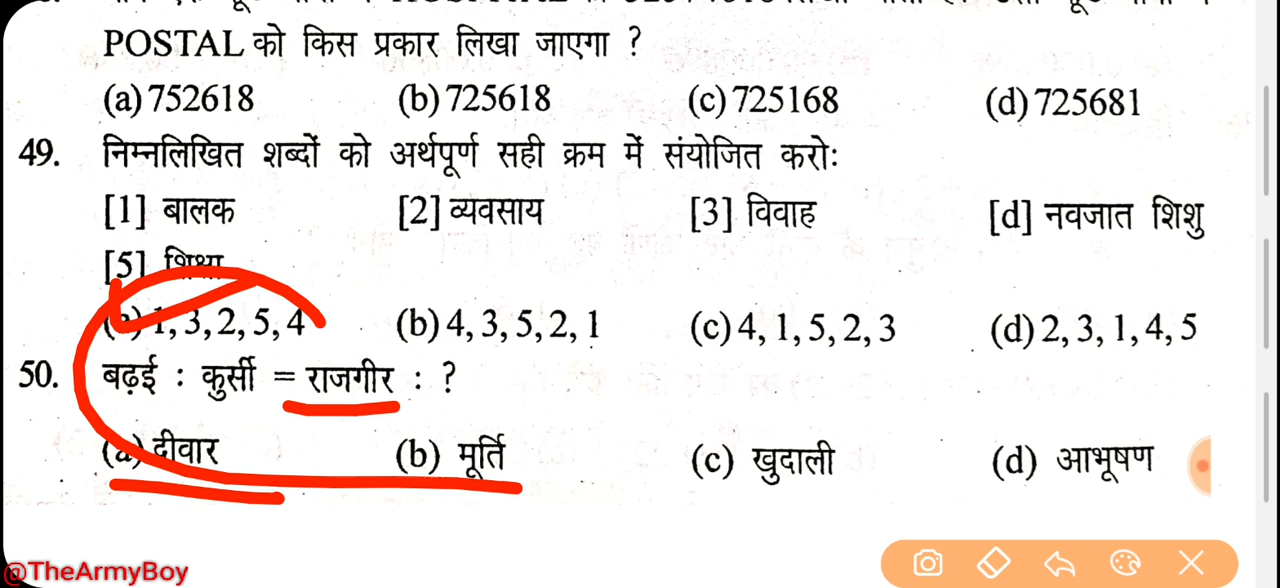 POSTAL को किस प्रकार लिखा जाएगा ?
(a) 752618 (b) 725618 (c) 725168 (d) 725681
49. निम्नलिखित शब्दों को अर्थपूर्ण सही क्रम में संयोजित करोः
[1] बालक [2] व्यवसाय [3] विवाह [d] नवजात शिशु
[5] शिक्षा
(a) 1, 3, 2, 5, 4 (b) 4, 3, 5, 2, 1 (c) 4, 1, 5, 2, 3 (d) 2, 3, 1, 4, 5
50. बढ़ई : कुर्सी = राजगीर : ?
(a) दीवार (b) मूर्ति (c) खुदाली (d) आभूषण
@TheArmyBoy